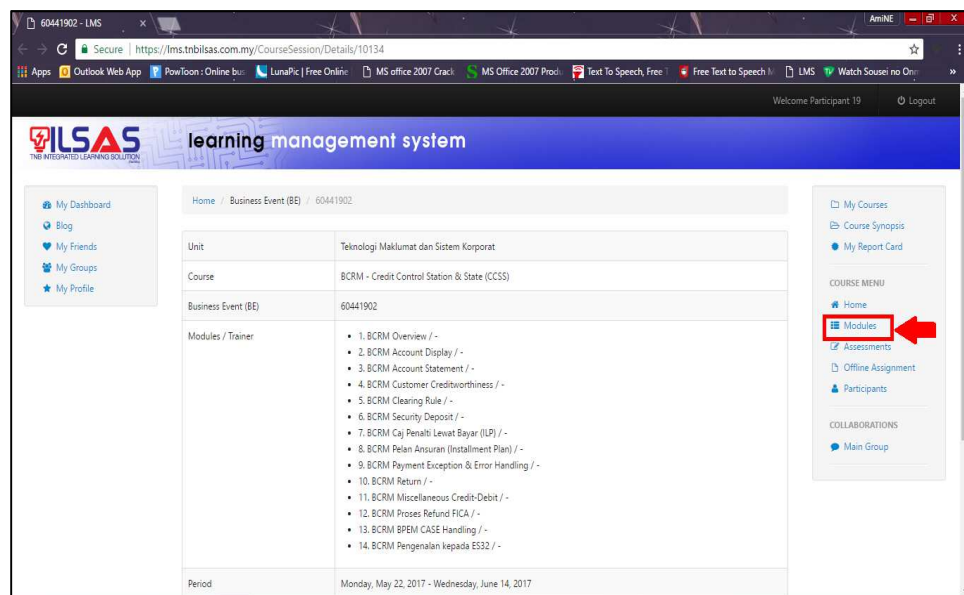 60441902 - LMS
AmiNE
Secure | https://lms.tnbilsas.com.my/CourseSession/Details/10134
Apps Outlook Web App PowToon : Online bus LunaPic | Free Online MS office 2007 Crack MS Office 2007 Produ Text To Speech, Free T Free Text to Speech M LMS Watch Sousei no Onm »
Welcome Participant 19 Logout
ILSAS
TNB INTEGRATED LEARNING SOLUTION
learning management system
My Dashboard
Blog
My Friends
My Groups
My Profile
Home / Business Event (BE) / 60441902
Unit Teknologi Maklumat dan Sistem Korporat
Course BCRM - Credit Control Station & State (CCSS)
Business Event (BE) 60441902
Modules / Trainer
1. BCRM Overview / -
2. BCRM Account Display / -
3. BCRM Account Statement / -
4. BCRM Customer Creditworthiness / -
5. BCRM Clearing Rule / -
6. BCRM Security Deposit / -
7. BCRM Caj Penalti Lewat Bayar (ILP) / -
8. BCRM Pelan Ansuran (Installment Plan) / -
9. BCRM Payment Exception & Error Handling / -
10. BCRM Return / -
11. BCRM Miscellaneous Credit-Debit / -
12. BCRM Proses Refund FICA / -
13. BCRM BPEM CASE Handling / -
14. BCRM Pengenalan kepada ES32 / -
Period Monday, May 22, 2017 - Wednesday, June 14, 2017
My Courses
Course Synopsis
My Report Card
COURSE MENU
Home
Modules
Assessments
Offline Assignment
Participants
COLLABORATIONS
Main Group